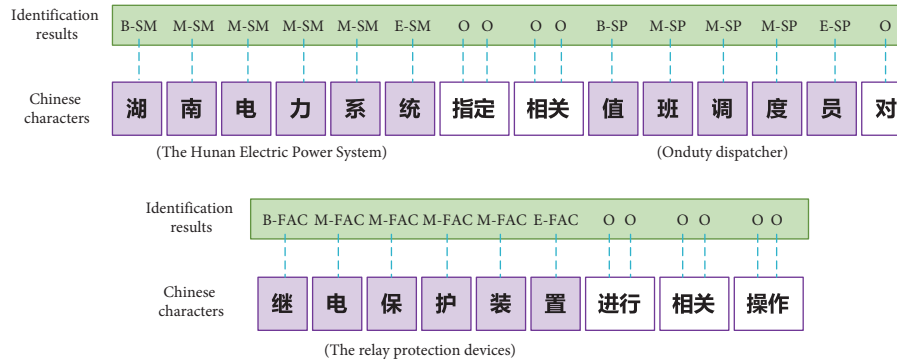 Identification results B-SM M-SM M-SM M-SM M-SM E-SM O O O O B-SP M-SP M-SP M-SP E-SP O
Chinese characters 湖 南 电 力 系 统 指定 相关 值 班 调 度 员 对
(The Hunan Electric Power System) (Onduty dispatcher)
Identification results B-FAC M-FAC M-FAC M-FAC M-FAC E-FAC O O O O O O
Chinese characters 继 电 保 护 装 置 进行 相关 操作
(The relay protection devices)